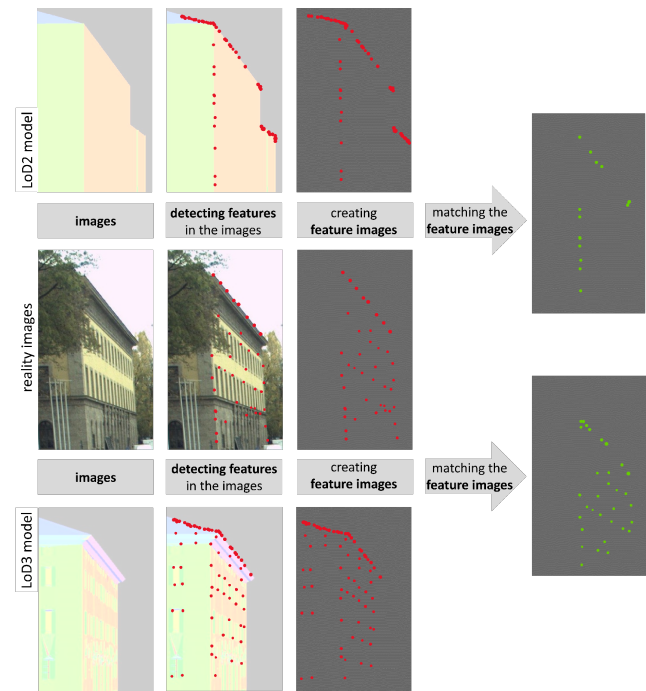 LoD2 model
images
detecting features
in the images
creating
feature images
matching the
feature images
reality images
images
detecting features
in the images
creating
feature images
matching the
feature images
LoD3 model